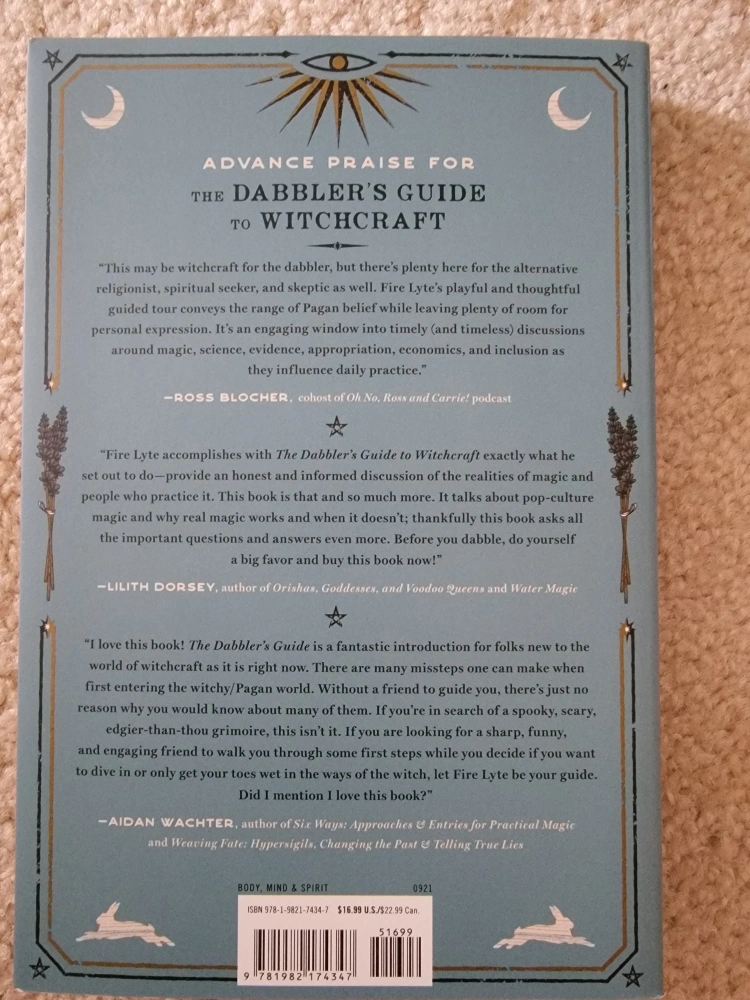 ADVANCE PRAISE FOR
THE DABBLER'S GUIDE
TO WITCHCRAFT
"This may be witchcraft for the dabbler, but there's plenty here for the alternative
religionist, spiritual seeker, and skeptic as well. Fire Lyte's playful and thoughtful
guided tour conveys the range of Pagan belief while leaving plenty of room for
personal expression. It's an engaging window into timely (and timeless) discussions
around magic, science, evidence, appropriation, economics, and inclusion as
they influence daily practice."
—ROSS BLOCHER, cohost of Oh No, Ross and Carrie! podcast
"Fire Lyte accomplishes with The Dabbler's Guide to Witchcraft exactly what he
set out to do—provide an honest and informed discussion of the realities of magic and
people who practice it. This book is that and so much more. It talks about pop-culture
magic and why real magic works and when it doesn't; thankfully this book asks all
the important questions and answers even more. Before you dabble, do yourself
a big favor and buy this book now!"
—LILITH DORSEY, author of Orishas, Goddesses, and Voodoo Queens and Water Magic
"I love this book! The Dabbler's Guide is a fantastic introduction for folks new to the
world of witchcraft as it is right now. There are many missteps one can make when
first entering the witchy/Pagan world. Without a friend to guide you, there's just no
reason why you would know about many of them. If you're in search of a spooky, scary,
edgier-than-thou grimoire, this isn't it. If you are looking for a sharp, funny,
and engaging friend to walk you through some first steps while you decide if you want
to dive in or only get your toes wet in the ways of the witch, let Fire Lyte be your guide.
Did I mention I love this book?"
—AIDAN WACHTER, author of Six Ways: Approaches & Entries for Practical Magic
and Weaving Fate: Hypersigils, Changing the Past & Telling True Lies
BODY, MIND & SPIRIT 0921
ISBN 978-1-9821-7434-7 $16.99 U.S./$22.99 Can.
51699
9 781982 174347